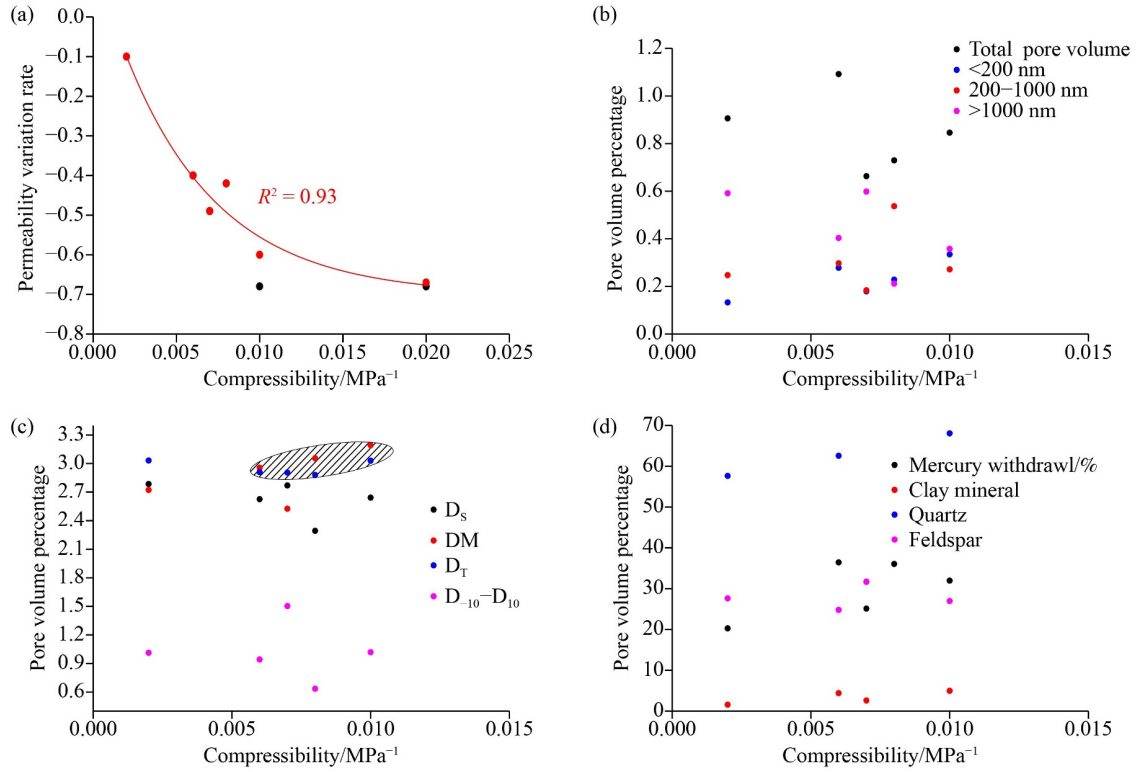 (a)
0.0
−0.1
−0.2
−0.3
−0.4
−0.5
−0.6
−0.7
−0.8
Permeability variation rate
R² = 0.93
0.000 0.005 0.010 0.015 0.020 0.025
Compressibility/MPa⁻¹
(b)
1.2
1.0
0.8
0.6
0.4
0.2
0.0
Pore volume percentage
Total pore volume
<200 nm
200−1000 nm
>1000 nm
0.000 0.005 0.010 0.015
Compressibility/MPa⁻¹
(c)
3.3
3.0
2.7
2.4
2.1
1.8
1.5
1.2
0.9
0.6
Pore volume percentage
D_S
DM
D_T
D₋₁₀−D₁₀
0.000 0.005 0.010 0.015
Compressibility/MPa⁻¹
(d)
70
60
50
40
30
20
10
0
Pore volume percentage
Mercury withdrawl/%
Clay mineral
Quartz
Feldspar
0.000 0.005 0.010 0.015
Compressibility/MPa⁻¹